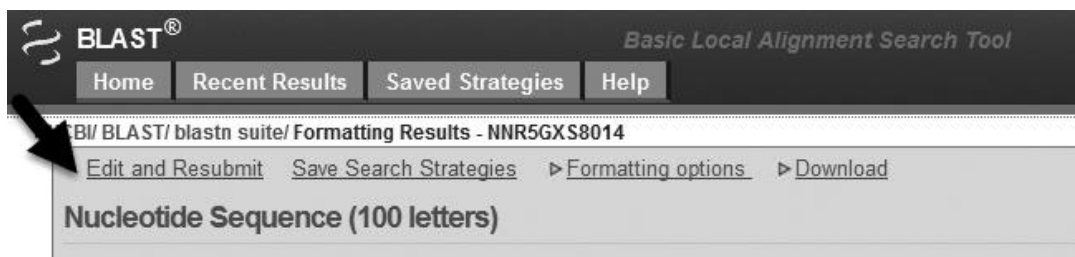 BLAST® Basic Local Alignment Search Tool
Home Recent Results Saved Strategies Help
CBI/ BLAST/ blastn suite/ Formatting Results - NNR5GXS8014
Edit and Resubmit Save Search Strategies ▶Formatting options ▶Download
Nucleotide Sequence (100 letters)